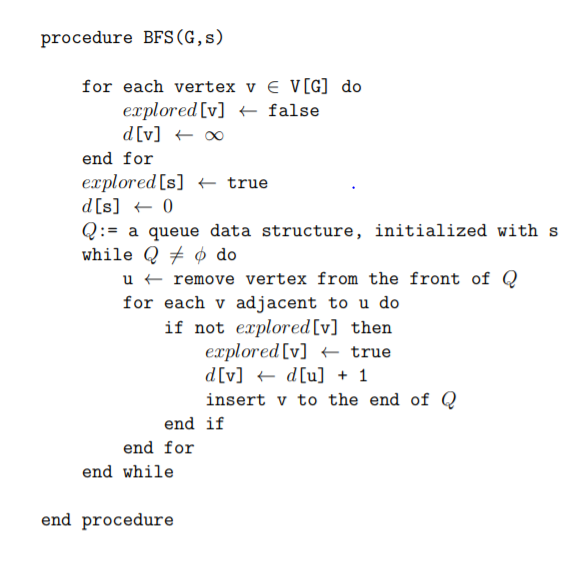 procedure BFS(G,s)
for each vertex v ∈ V[G] do
explored[v] ← false
d[v] ← ∞
end for
explored[s] ← true
d[s] ← 0
Q:= a queue data structure, initialized with s
while Q ≠ ϕ do
u ← remove vertex from the front of Q
for each v adjacent to u do
if not explored[v] then
explored[v] ← true
d[v] ← d[u] + 1
insert v to the end of Q
end if
end for
end while
end procedure